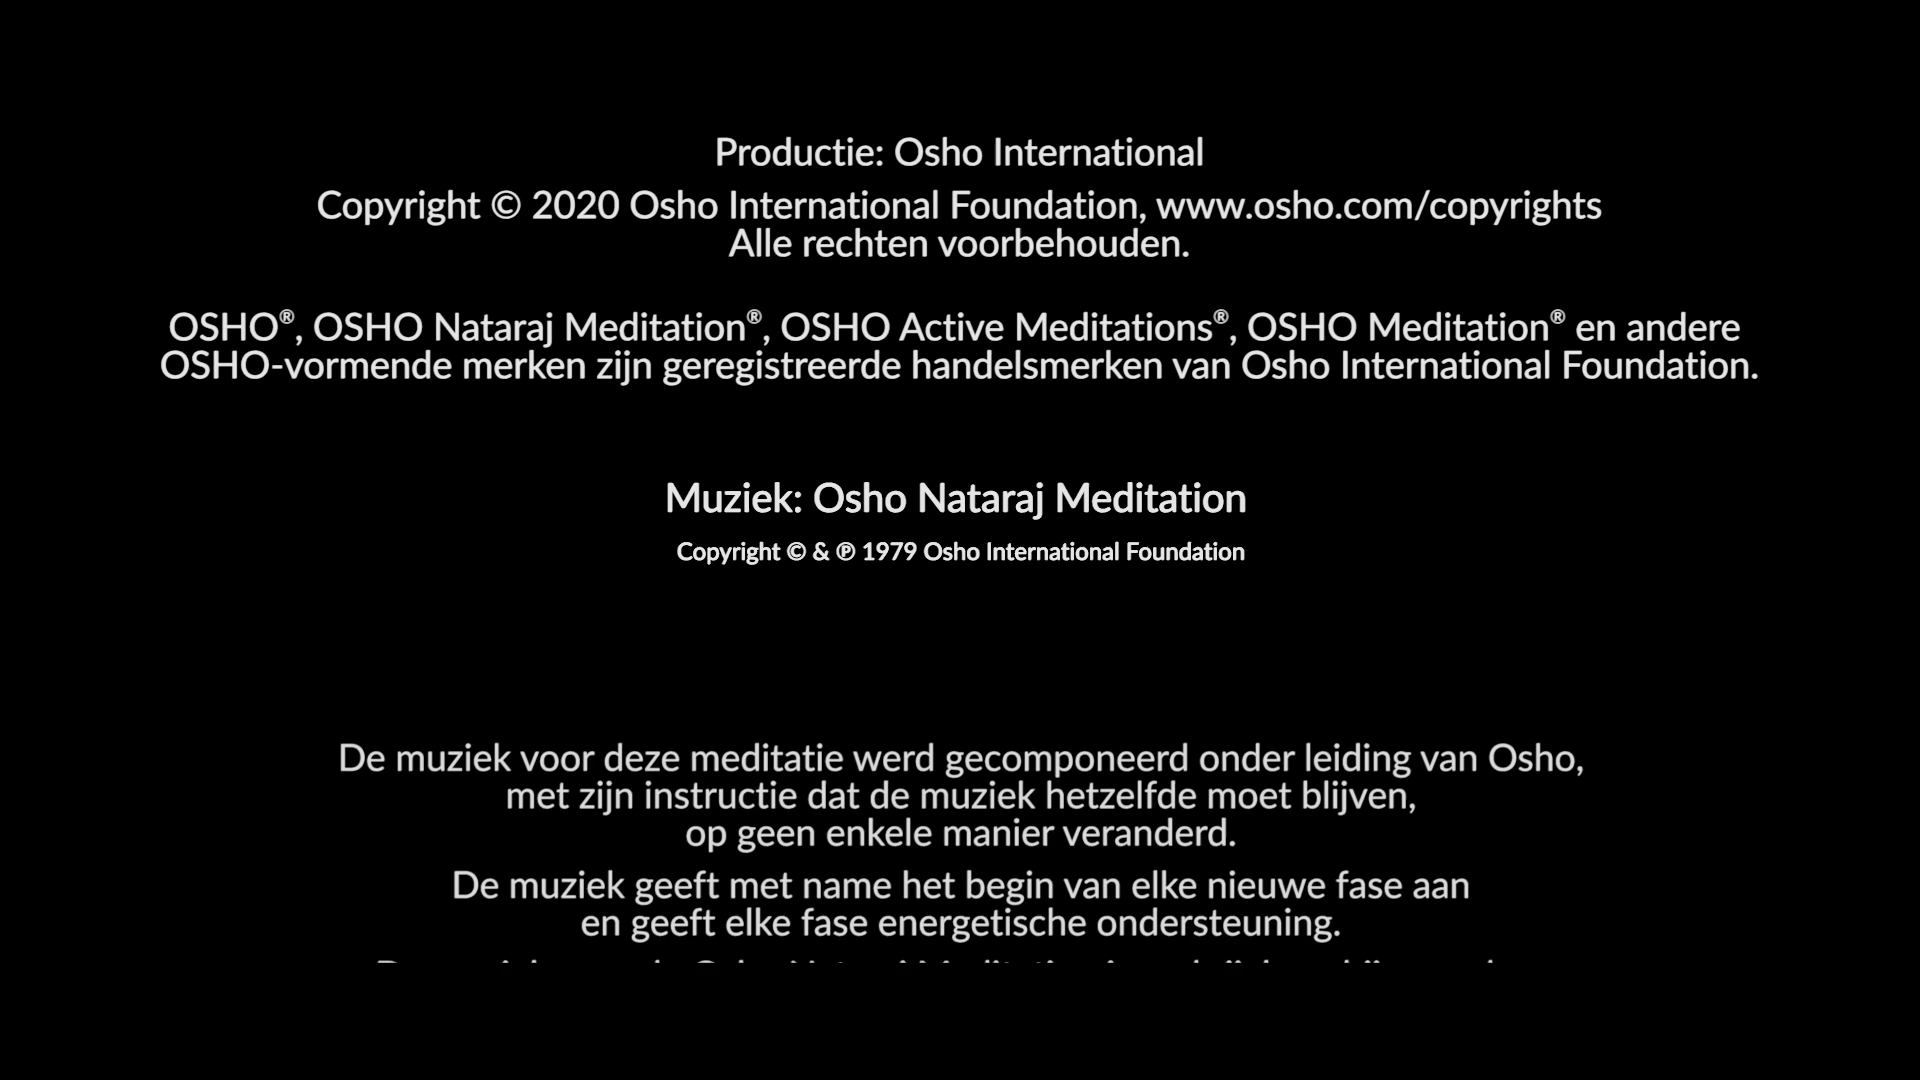 Productie: Osho International
Copyright © 2020 Osho International Foundation, www.osho.com/copyrights
Alle rechten voorbehouden.
OSHO®, OSHO Nataraj Meditation®, OSHO Active Meditations®, OSHO Meditation® en andere
OSHO-vormende merken zijn geregistreerde handelsmerken van Osho International Foundation.
Muziek: Osho Nataraj Meditation
Copyright © & ℗ 1979 Osho International Foundation
De muziek voor deze meditatie werd gecomponeerd onder leiding van Osho,
met zijn instructie dat de muziek hetzelfde moet blijven,
op geen enkele manier veranderd.
De muziek geeft met name het begin van elke nieuwe fase aan
en geeft elke fase energetische ondersteuning.